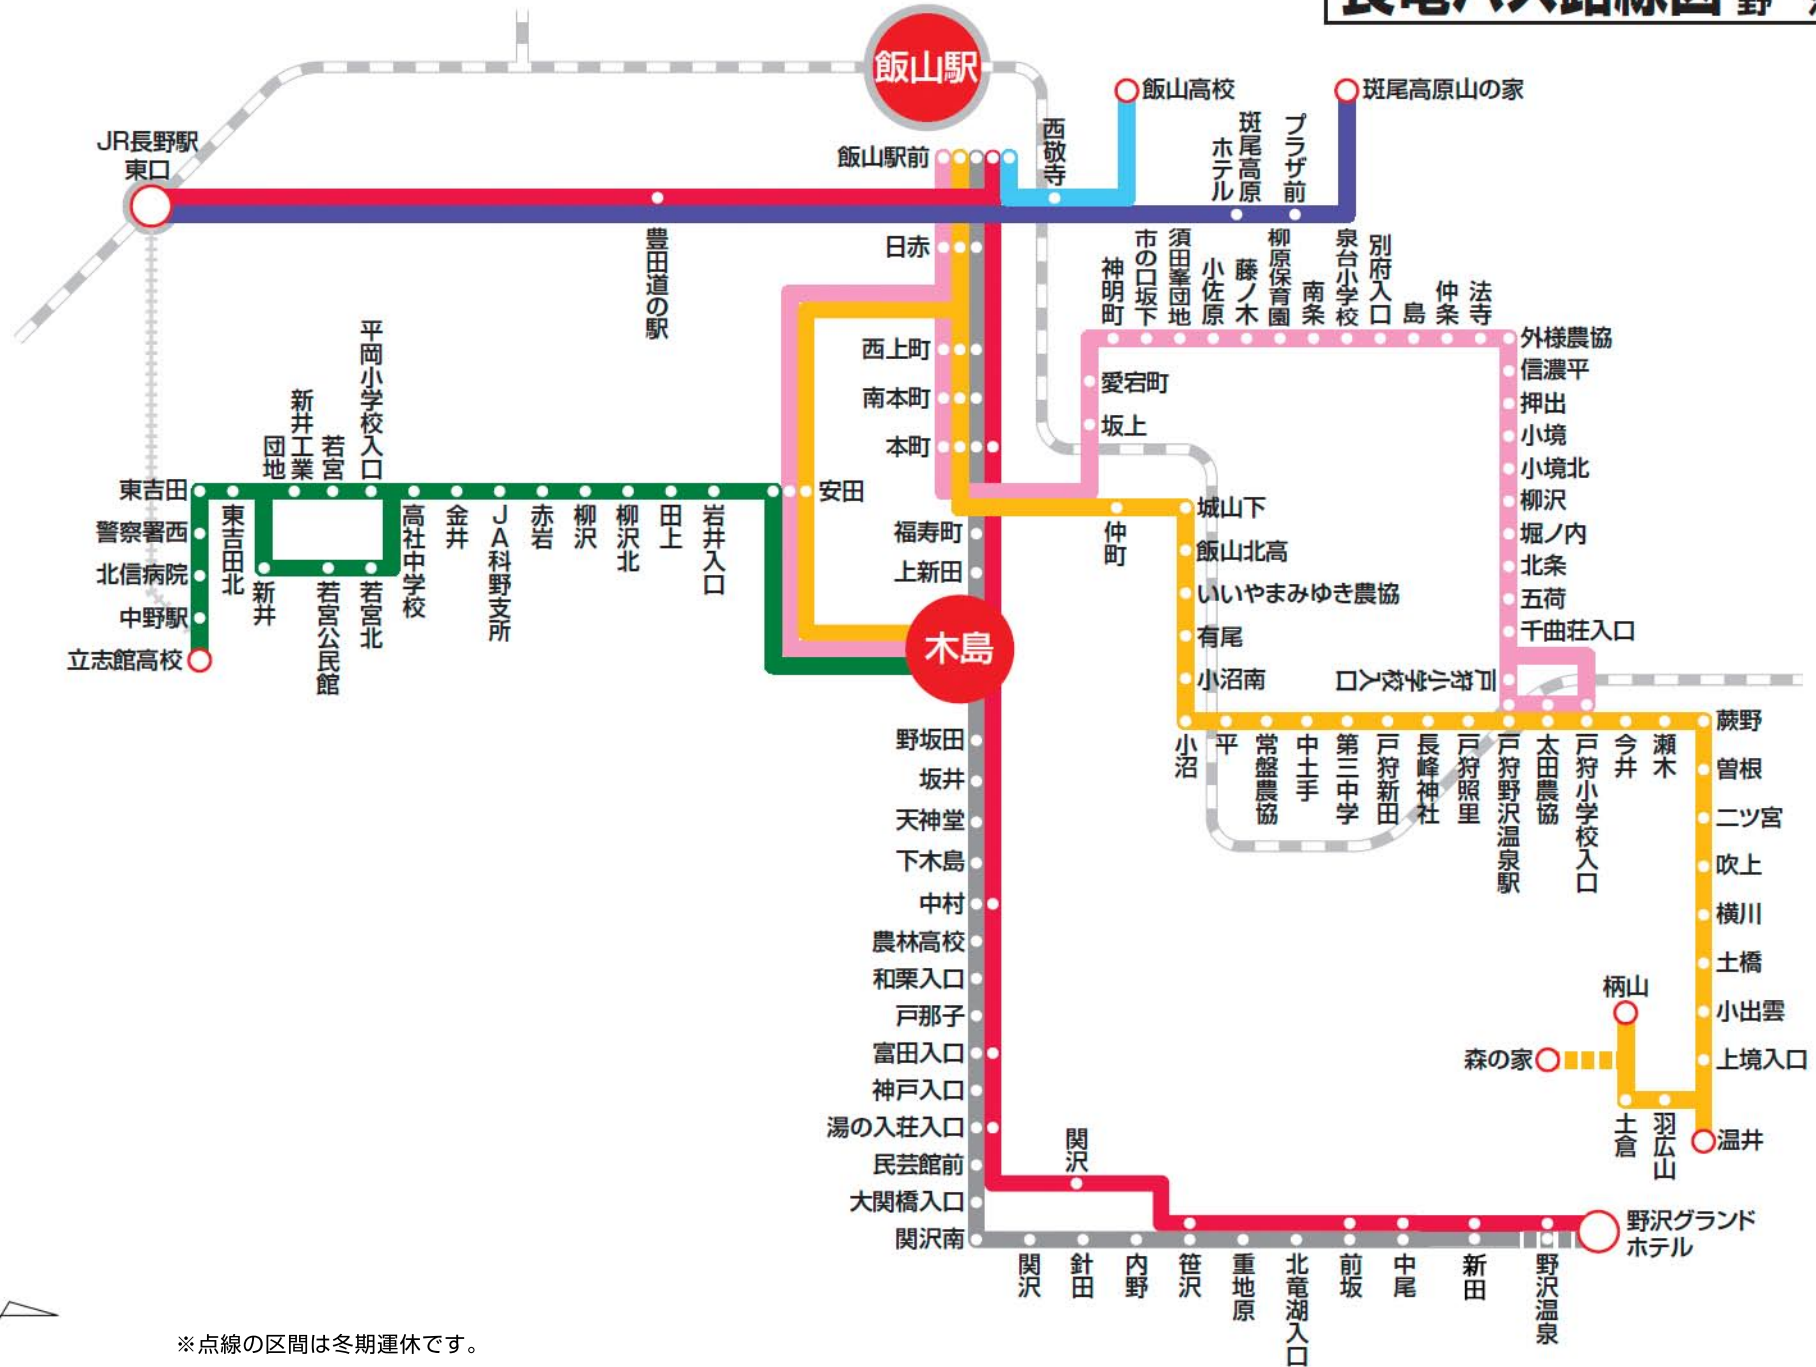 長電バス路線図 野
飯山駅
飯山高校
斑尾高原山の家
JR長野駅
東口
飯山駅前
西敬寺
斑尾高原
ホテル
プラザ前
豊田道の駅
日赤
西上町
南本町
本町
神明町
市の口坂下
須田峯団地
小佐原
藤ノ木
柳原保育園
南条
泉台小学校
別府入口
島
仲条
法寺
外様農協
信濃平
押出
小境
小境北
柳沢
堀ノ内
北条
五荷
千曲荘入口
戸狩小学校入口
愛宕町
坂上
平岡小学校入口
若宮
新井工業
団地
東吉田
警察署西
北信病院
中野駅
立志館高校
東吉田北
新井
若宮公民館
若宮北
高社中学校
金井
JA科野支所
赤岩
柳沢
柳沢北
田上
岩井入口
安田
福寿町
上新田
木島
仲町
城山下
飯山北高
いいやまみゆき農協
有尾
小沼南
小沼
平
常盤農協
中土手
第三中学
戸狩新田
長峰神社
戸狩照里
戸狩野沢温泉駅
太田農協
戸狩小学校入口
今井
瀬木
蕨野
曽根
二ツ宮
吹上
横川
土橋
小出雲
上境入口
温井
柄山
森の家
土倉
羽広山
野坂田
坂井
天神堂
下木島
中村
農林高校
和栗入口
戸那子
富田入口
神戸入口
湯の入荘入口
民芸館前
大関橋入口
関沢南
関沢
関沢
針田
内野
笹沢
重地原
北竜湖入口
前坂
中尾
新田
野沢温泉
野沢グランド
ホテル
※点線の区間は冬期運休です。